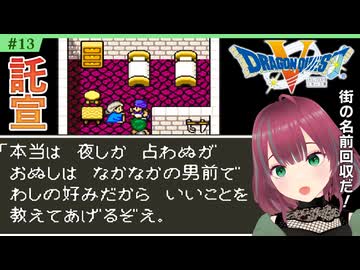 #13
託宣
DRAGON QUEST V
街の名前回収だ！
「本当は 夜しか 占わぬが
おぬしは なかなかの男前で
わしの好みだから いいことを
教えてあげるぞえ。